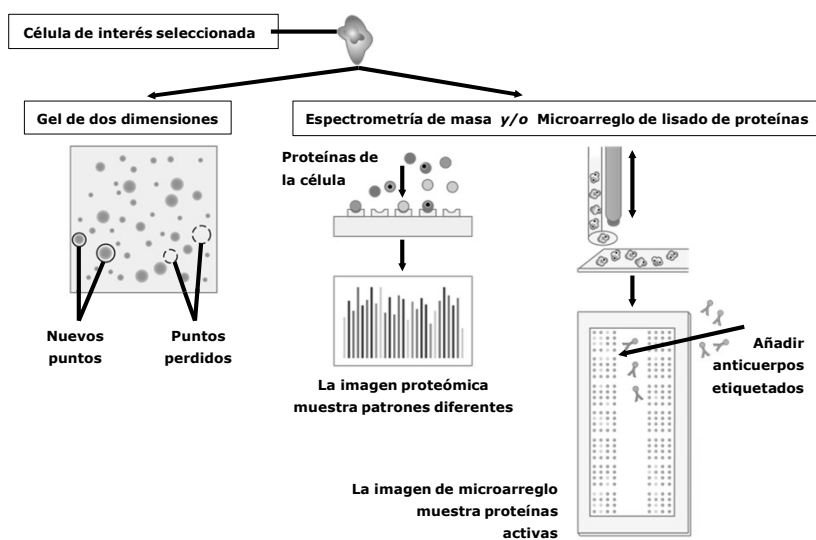 Célula de interés seleccionada
Gel de dos dimensiones
Espectrometría de masa y/o Microarreglo de lisado de proteínas
Proteínas de
la célula
Nuevos
puntos
Puntos
perdidos
La imagen proteómica
muestra patrones diferentes
Añadir
anticuerpos
etiquetados
La imagen de microarreglo
muestra proteínas
activas